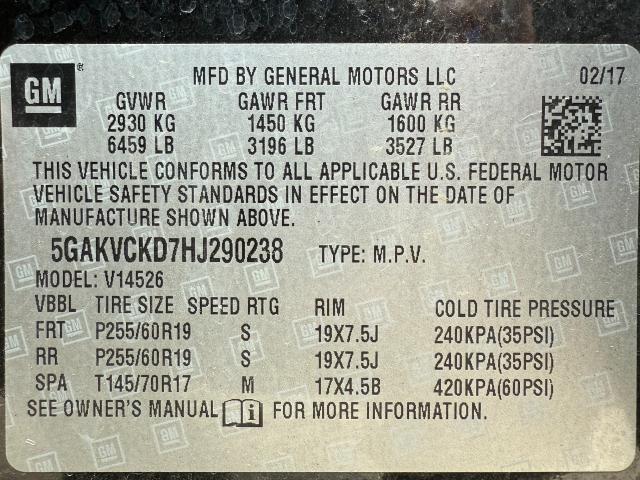 GM MFD BY GENERAL MOTORS LLC 02/17
GVWR GAWR FRT GAWR RR
2930 KG 1450 KG 1600 KG
6459 LB 3196 LB 3527 LB
THIS VEHICLE CONFORMS TO ALL APPLICABLE U.S. FEDERAL MOTOR
VEHICLE SAFETY STANDARDS IN EFFECT ON THE DATE OF
MANUFACTURE SHOWN ABOVE.
5GAKVCKD7HJ290238 TYPE: M.P.V.
MODEL: V14526
VBBL TIRE SIZE SPEED RTG RIM COLD TIRE PRESSURE
FRT P255/60R19 S 19X7.5J 240KPA(35PSI)
RR P255/60R19 S 19X7.5J 240KPA(35PSI)
SPA T145/70R17 M 17X4.5B 420KPA(60PSI)
SEE OWNER'S MANUAL FOR MORE INFORMATION.